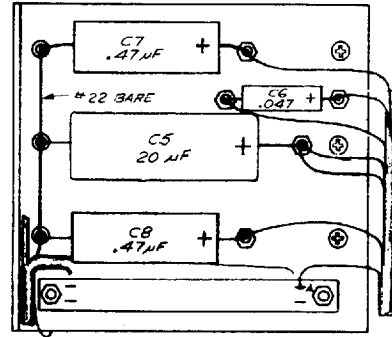 C7
.47µF +
C6
.047 +
#22 BARE
C5
20 µF +
C8
.47µF +